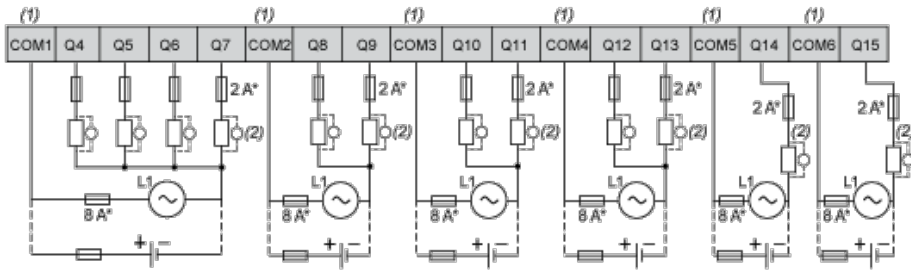 (1) (1) (1) (1) (1) (1)
COM1 Q4 Q5 Q6 Q7 COM2 Q8 Q9 COM3 Q10 Q11 COM4 Q12 Q13 COM5 Q14 COM6 Q15
2 A* 2 A* 2 A* 2 A* 2 A* 2 A*
(2) (2) (2) (2) (2) (2)
L1 L1 L1 L1 L1 L1
8 A* 8 A* 8 A* 8 A* 8 A* 8 A*
+ − + − + − + − + − + −